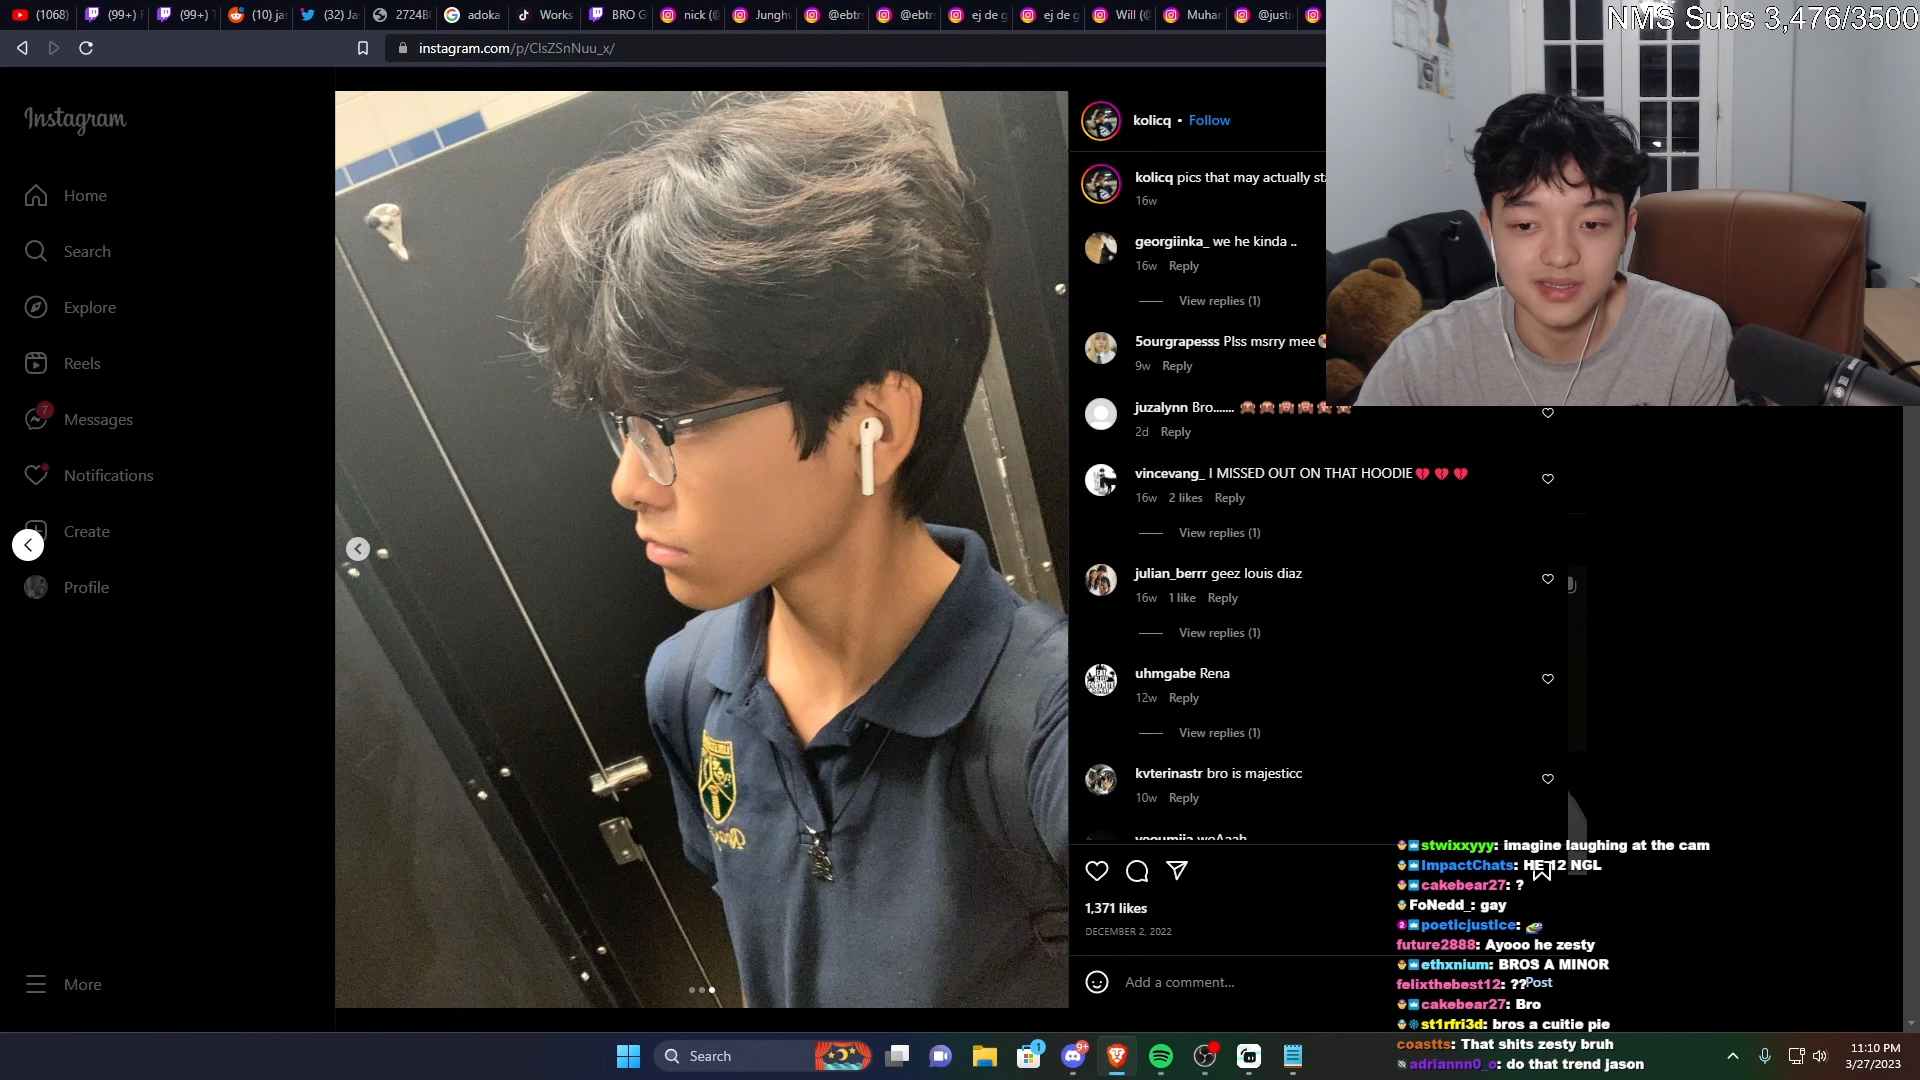 (1068)
(99+)
(99+)
(10) jas
(32) Ja
2724B
adoka
Works
BRO G
nick (@
Jungh
@ebtr
@ebtr
ej de g
ej de g
Will (@
Muhar
@justi
NMS Subs 3,476/3500
instagram.com/p/ClsZSnNuu_x/
Instagram
Home
Search
Explore
Reels
7
Messages
Notifications
Create
Profile
More
kolicq • Follow
kolicq pics that may actually sta
16w
georgiinka_ we he kinda ..
16w Reply
View replies (1)
5ourgrapesss Plss msrry mee
9w Reply
juzalynn Bro.......
2d Reply
vincevang_ I MISSED OUT ON THAT HOODIE💔💔💔
16w 2 likes Reply
View replies (1)
julian_berrr geez louis diaz
16w 1 like Reply
View replies (1)
uhmgabe Rena
12w Reply
View replies (1)
kvterinastr bro is majesticc
10w Reply
1,371 likes
DECEMBER 2, 2022
Add a comment...
Post
stwixxyyy: imagine laughing at the cam
ImpactChats: HE 12 NGL
cakebear27: ?
FoNedd_: gay
poeticjustice:
future2888: Ayooo he zesty
ethxnium: BROS A MINOR
felixthebest12: ??
cakebear27: Bro
st1rfri3d: bros a cuitie pie
coastts: That shits zesty bruh
adriannn0_o: do that trend jason
Search
1
9+
11:10 PM
3/27/2023